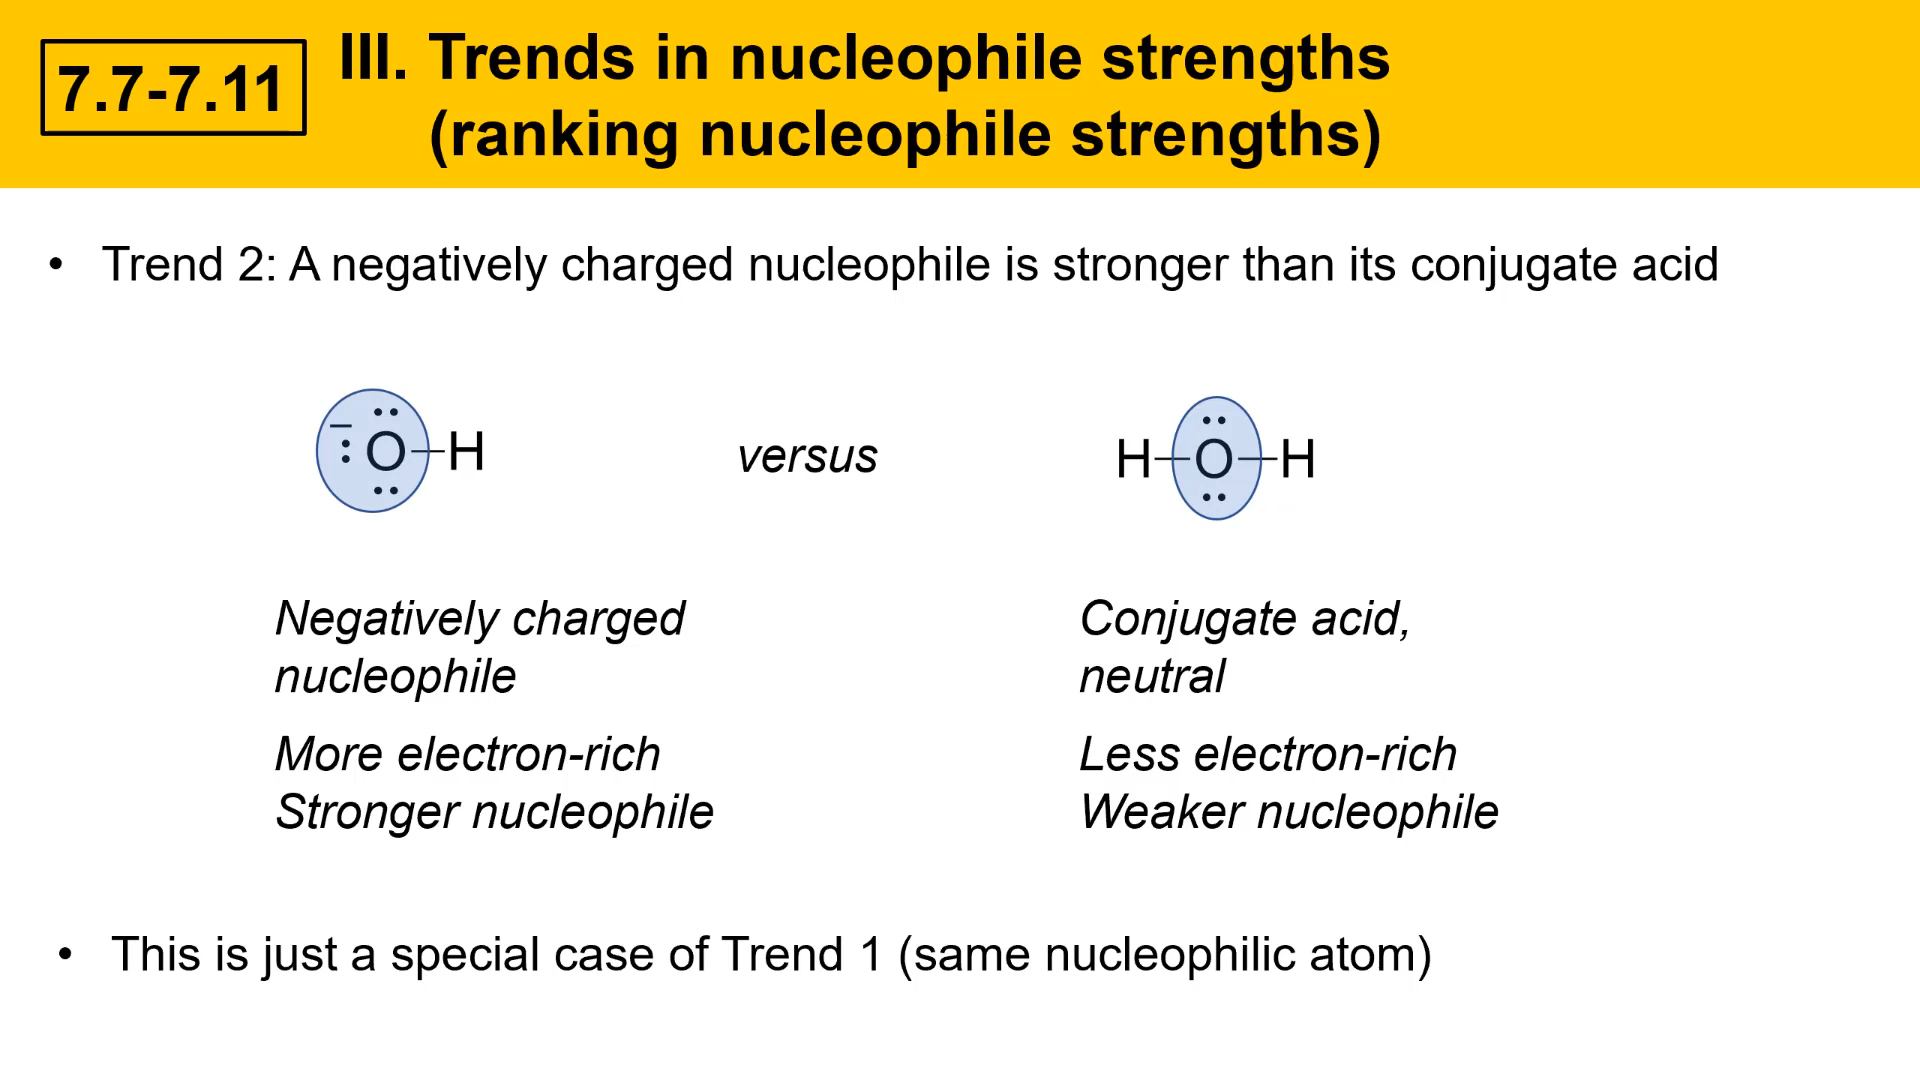 7.7-7.11
III. Trends in nucleophile strengths
(ranking nucleophile strengths)
• Trend 2: A negatively charged nucleophile is stronger than its conjugate acid
− O H versus H O H
Negatively charged
nucleophile
More electron-rich
Stronger nucleophile
Conjugate acid,
neutral
Less electron-rich
Weaker nucleophile
• This is just a special case of Trend 1 (same nucleophilic atom)